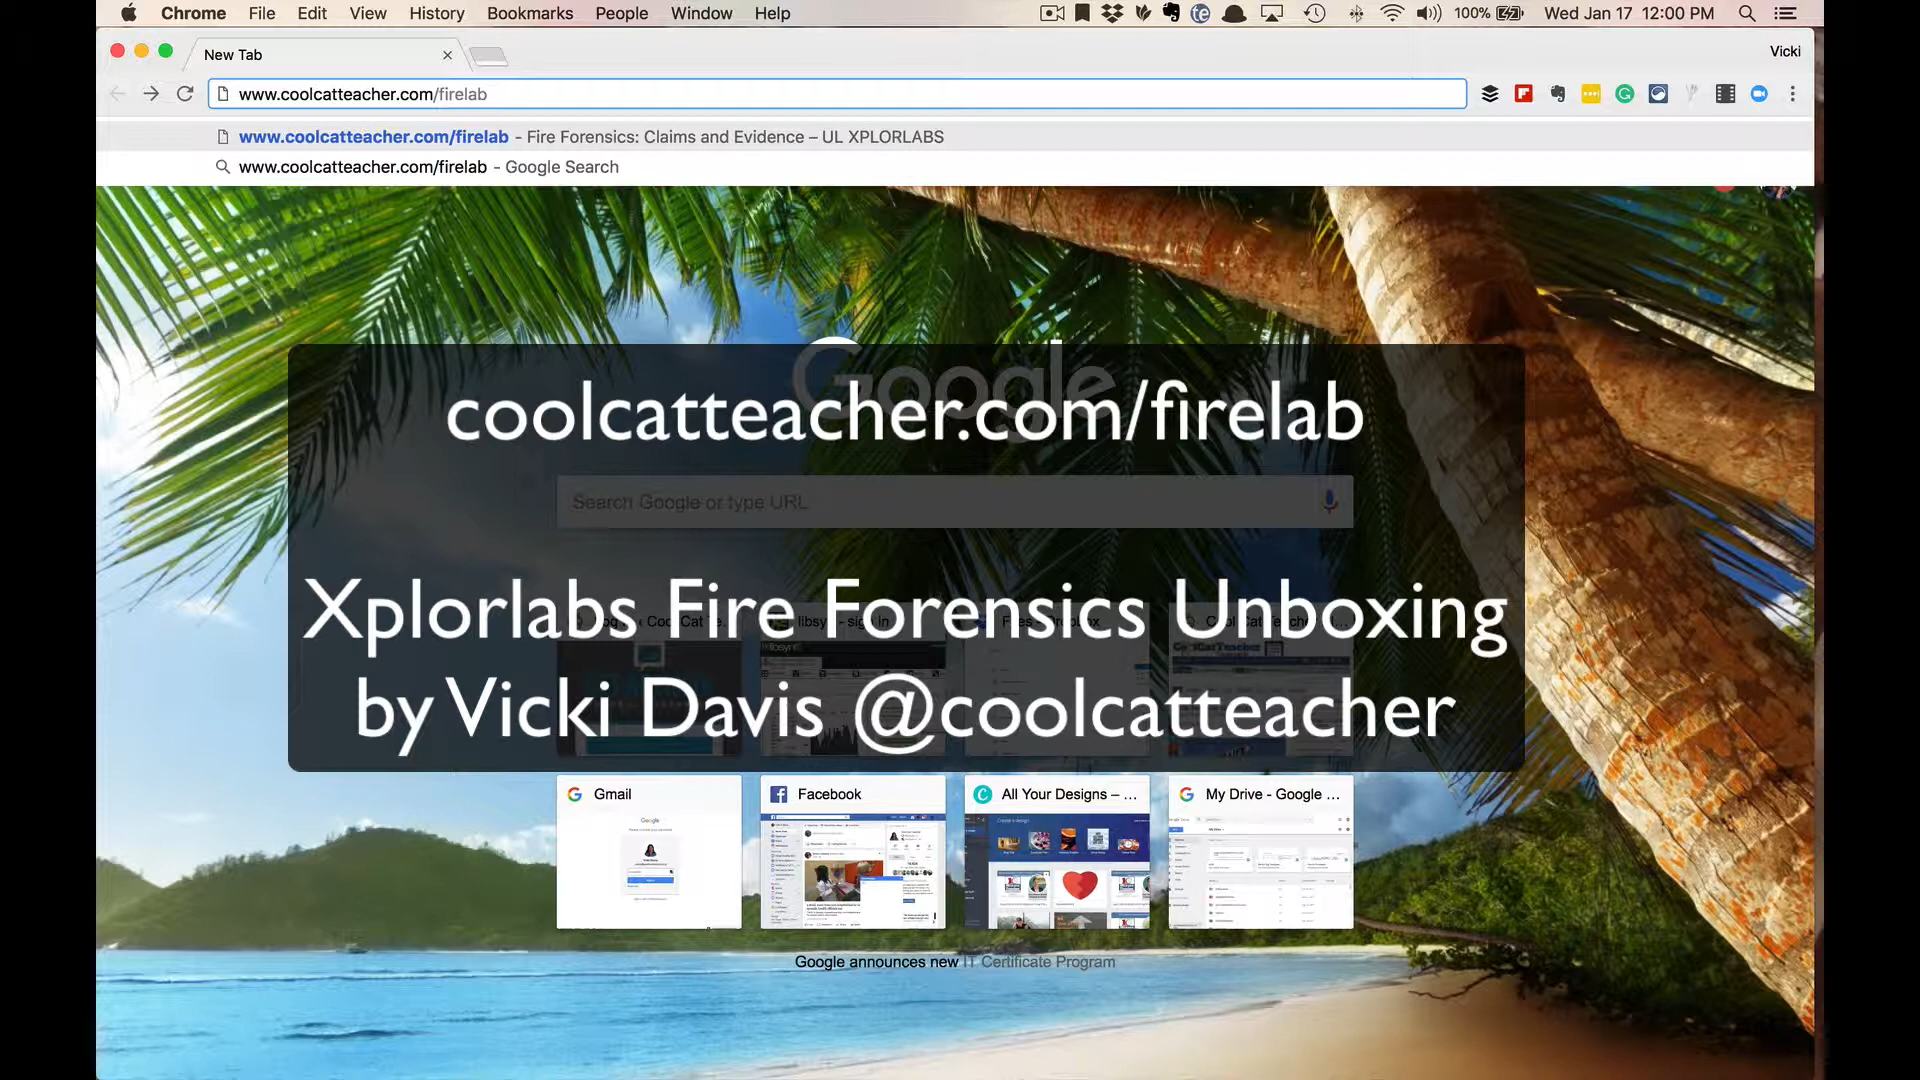 Chrome File Edit View History Bookmarks People Window Help 100% Wed Jan 17 12:00 PM
New Tab Vicki
www.coolcatteacher.com/firelab
www.coolcatteacher.com/firelab - Fire Forensics: Claims and Evidence – UL XPLORLABS
www.coolcatteacher.com/firelab - Google Search
Google
coolcatteacher.com/firelab
Search Google or type URL
Xplorlabs Fire Forensics Unboxing
by Vicki Davis @coolcatteacher
Gmail Facebook All Your Designs – ... My Drive - Google ...
Google announces new IT Certificate Program